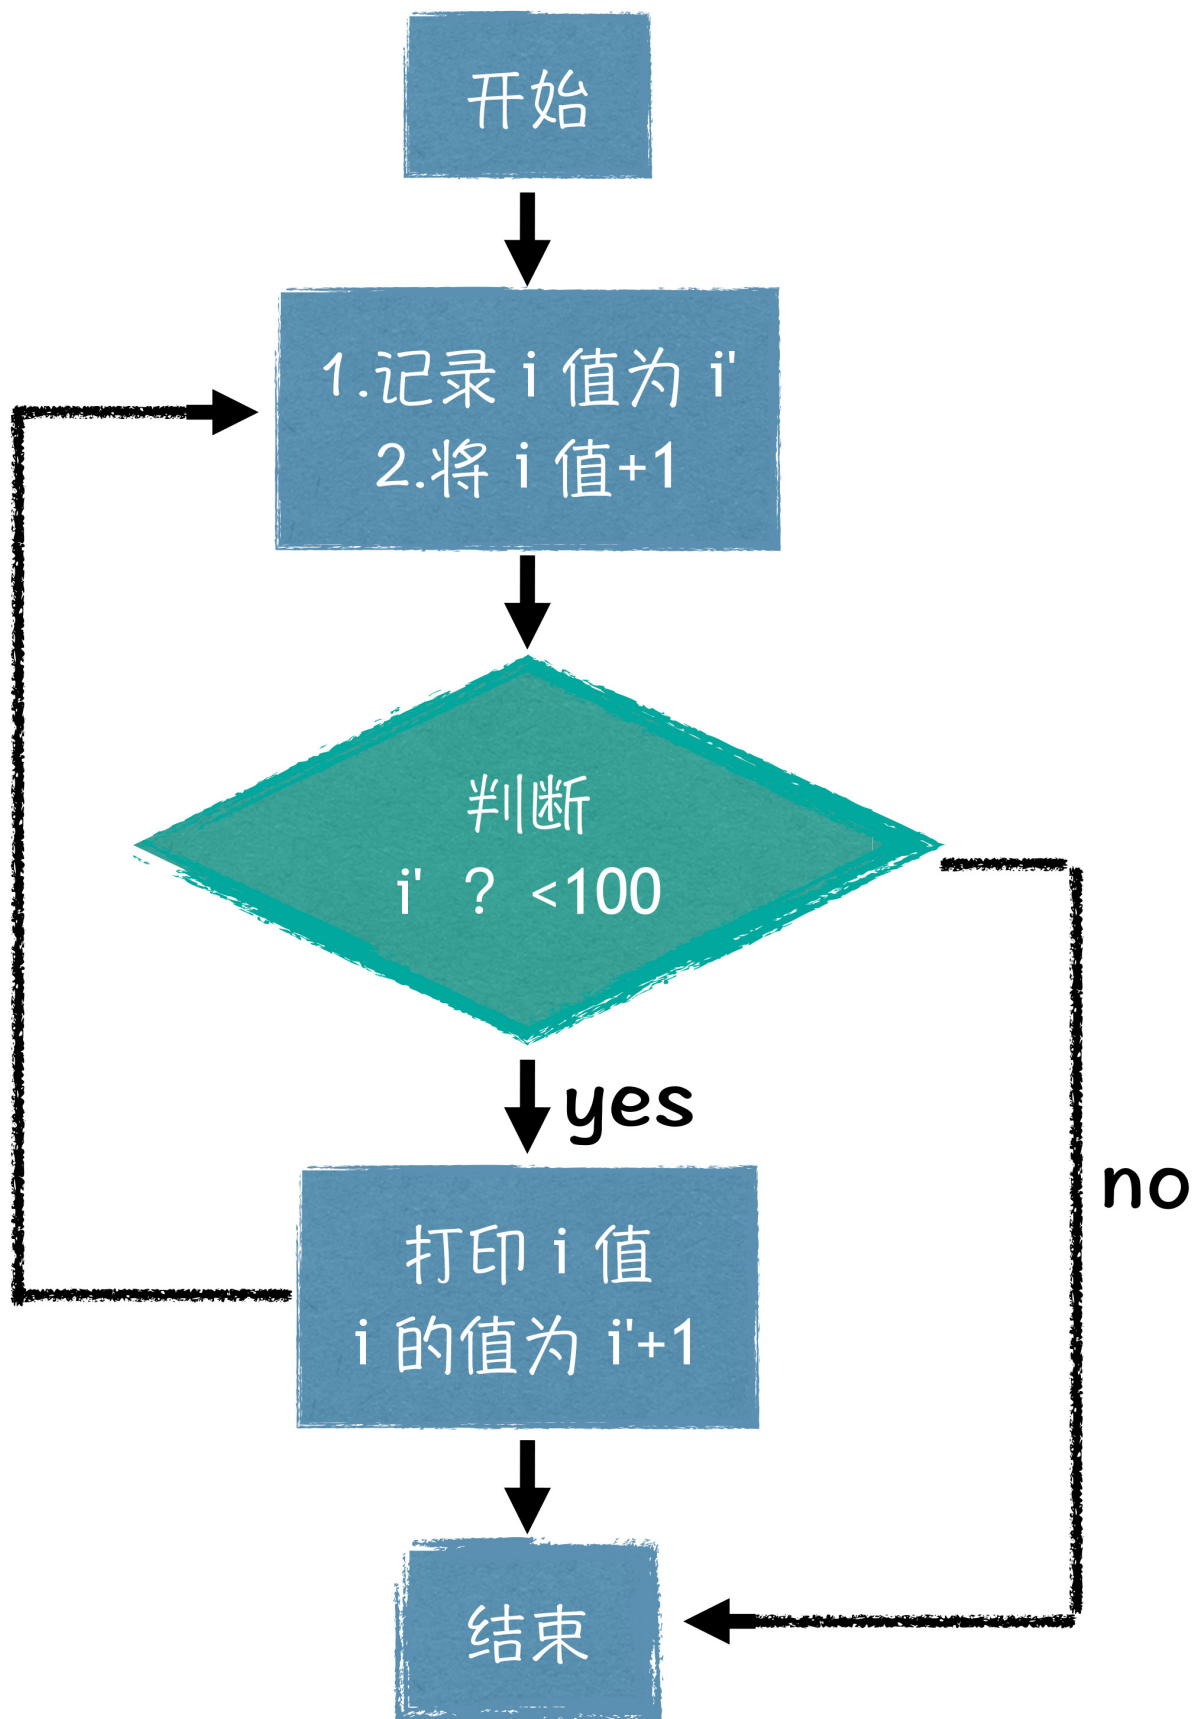 开始
1.记录 i 值为 i'
2.将 i 值+1
判断
i' ? <100
yes
no
打印 i 值
i 的值为 i'+1
结束